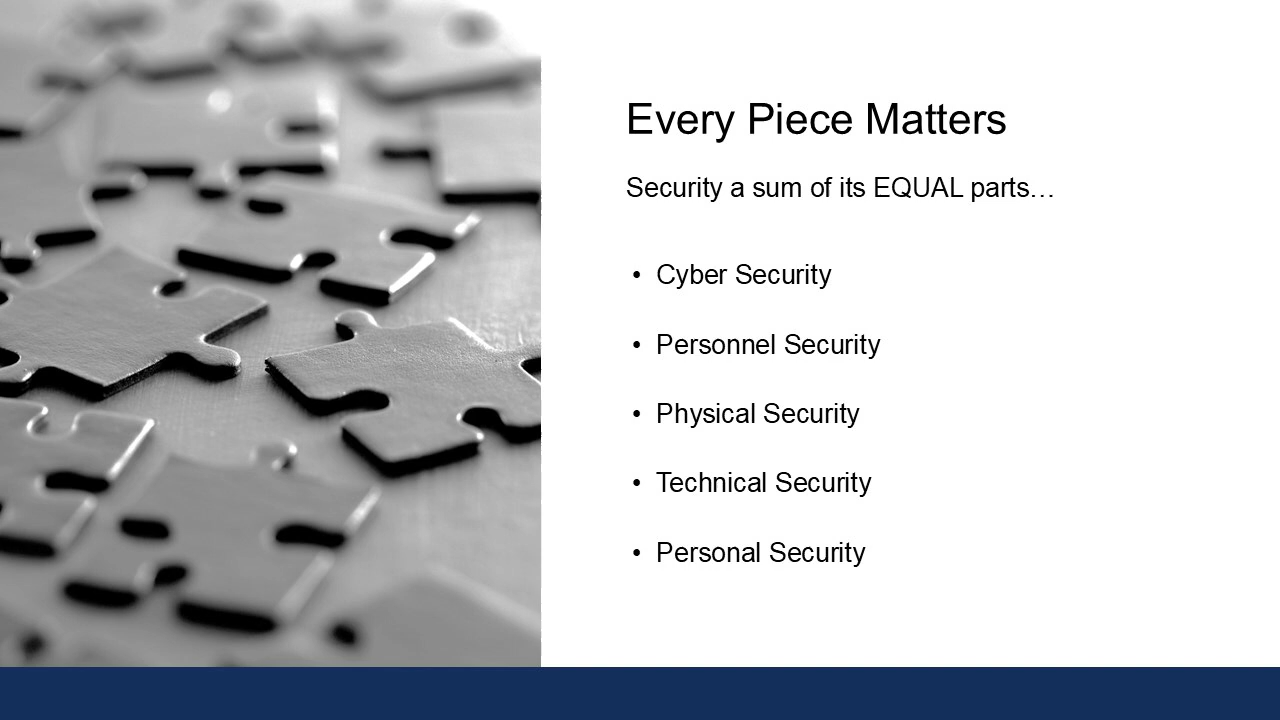 Every Piece Matters
Security a sum of its EQUAL parts…
• Cyber Security
• Personnel Security
• Physical Security
• Technical Security
• Personal Security